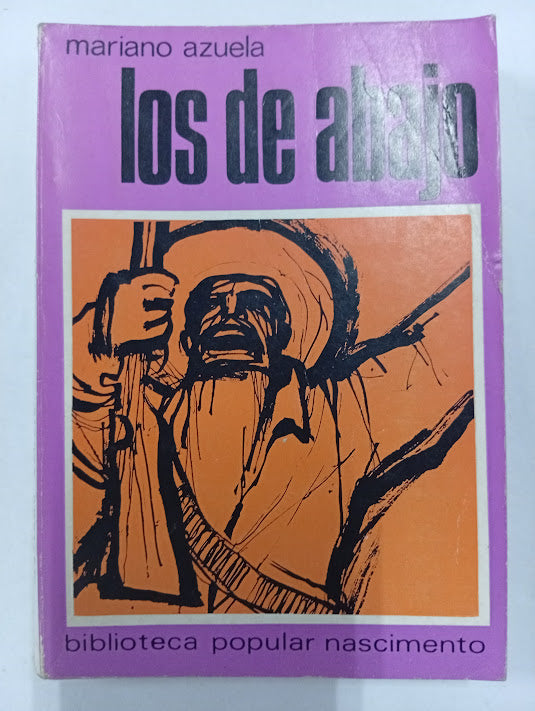 mariano azuela
los de abajo
biblioteca popular nascimento